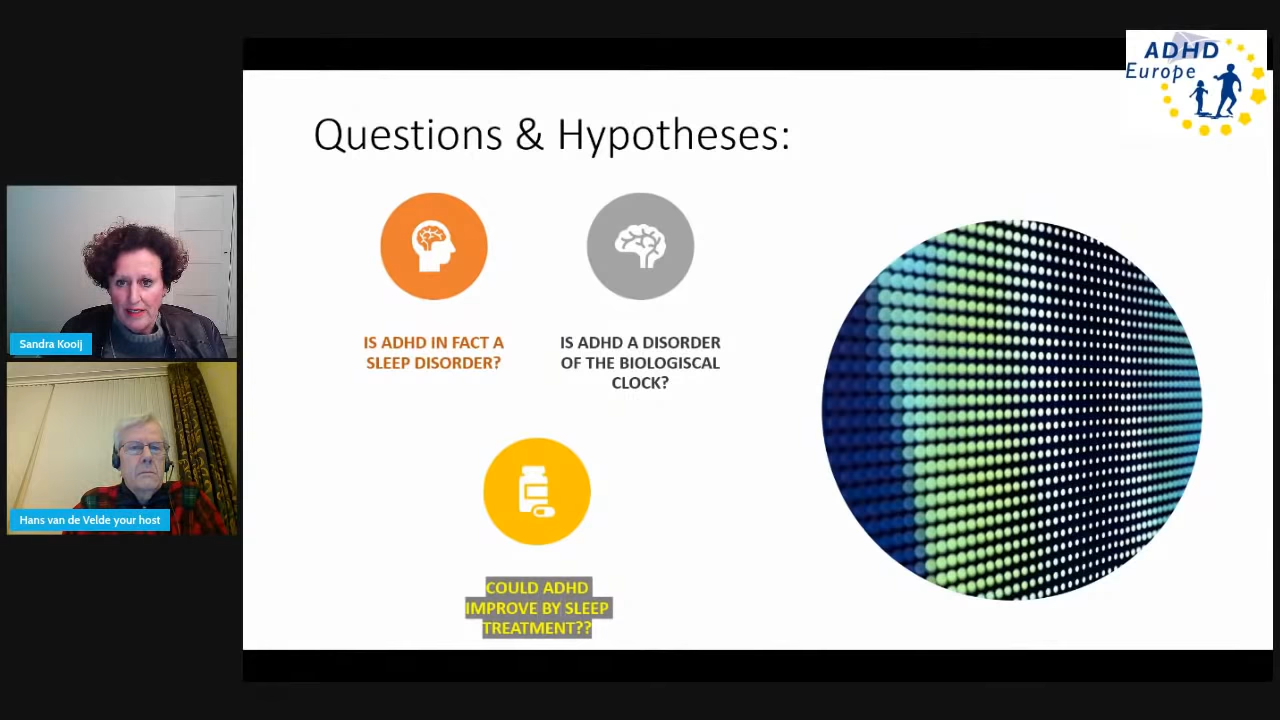 ADHD
Europe
Questions & Hypotheses:
IS ADHD IN FACT A
SLEEP DISORDER?
IS ADHD A DISORDER
OF THE BIOLOGISCAL
CLOCK?
COULD ADHD
IMPROVE BY SLEEP
TREATMENT??
Sandra Kooij
Hans van de Velde your host